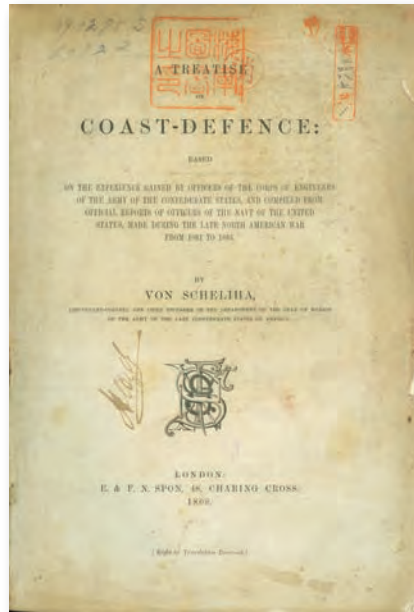 A TREATISE
ON
COAST-DEFENCE:
BASED
ON THE EXPERIENCE GAINED BY OFFICERS OF THE CORPS OF ENGINEERS
OF THE ARMY OF THE CONFEDERATE STATES, AND COMPILED FROM
OFFICIAL REPORTS OF OFFICERS OF THE NAVY OF THE UNITED
STATES, MADE DURING THE LATE NORTH AMERICAN WAR
FROM 1861 TO 1865.
BY
VON SCHELIHA,
LIEUTENANT-COLONEL AND CHIEF ENGINEER OF THE DEPARTMENT OF THE GULF OF MEXICO
OF THE ARMY OF THE LATE CONFEDERATE STATES OF AMERICA.
LONDON:
E. & F. N. SPON, 48, CHARING CROSS.
1868.
[Right of Translation Reserved.]